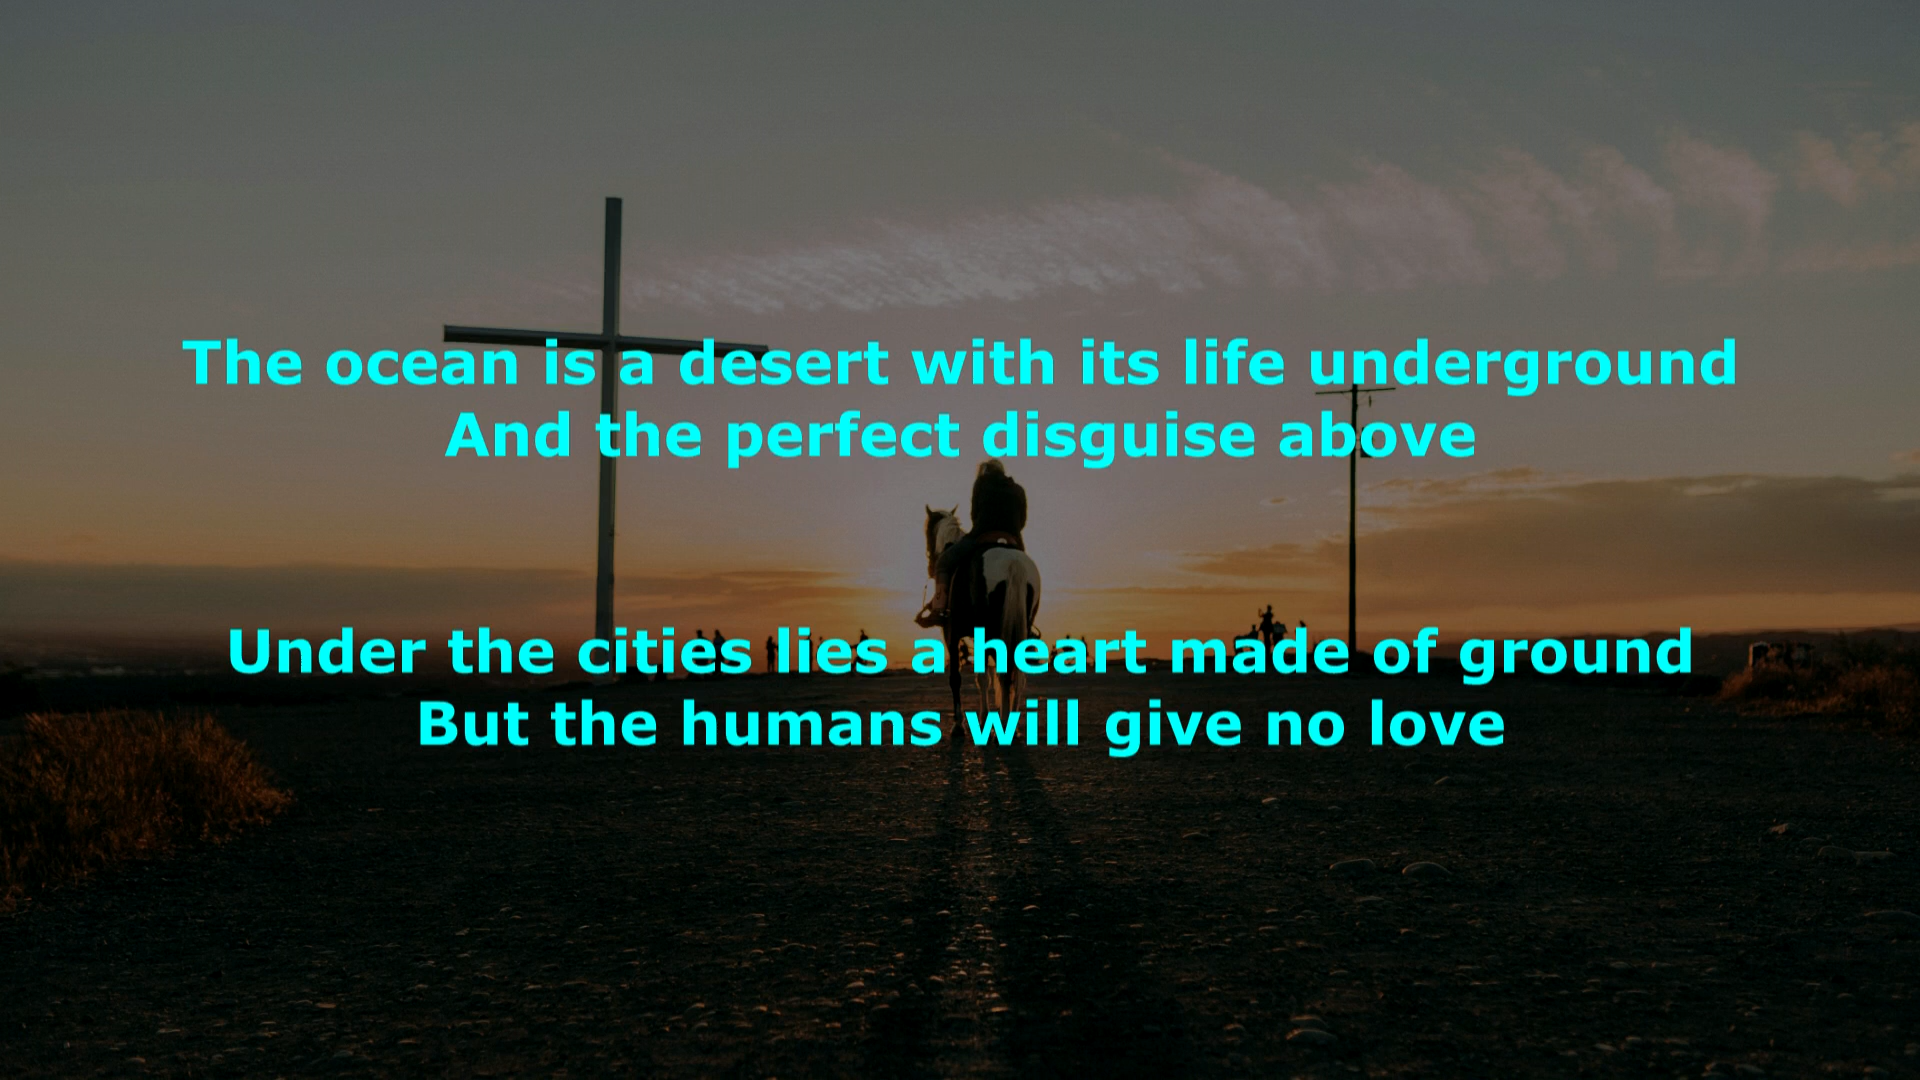 The ocean is a desert with its life underground
And the perfect disguise above
Under the cities lies a heart made of ground
But the humans will give no love